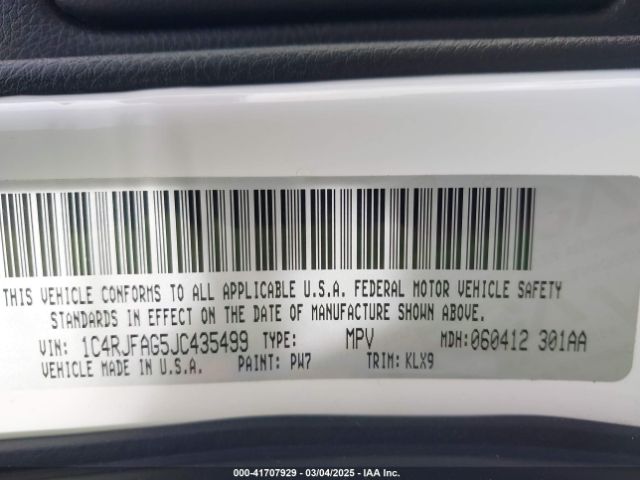 THIS VEHICLE CONFORMS TO ALL APPLICABLE U.S.A. FEDERAL MOTOR VEHICLE SAFETY
STANDARDS IN EFFECT ON THE DATE OF MANUFACTURE SHOWN ABOVE.
VIN: 1C4RJFAG5JC435499 TYPE: MPV MDH: 060412 301AA
VEHICLE MADE IN U.S.A. PAINT: PW7 TRIM: KLX9
000-41707929 - 03/04/2025 - IAA Inc.